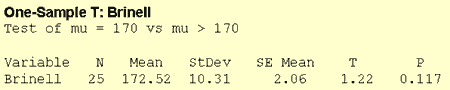 One-Sample T: Brinell
Test of mu = 170 vs mu > 170
Variable N Mean StDev SE Mean T P
Brinell 25 172.52 10.31 2.06 1.22 0.117